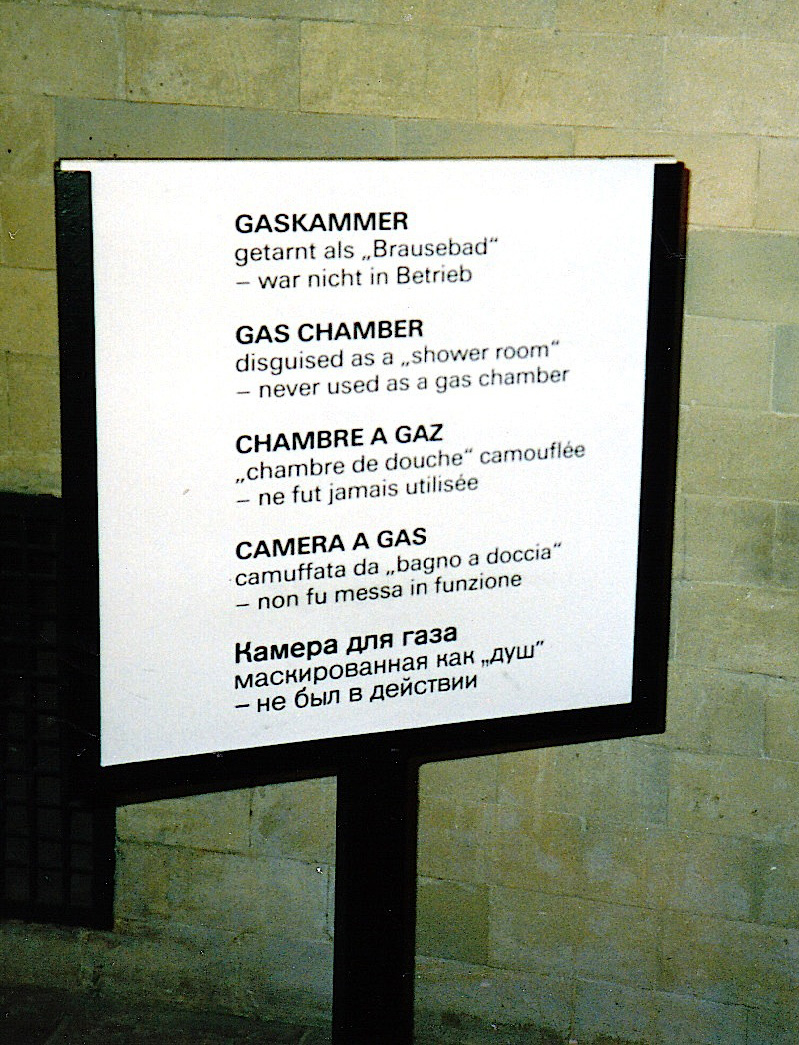 GASKAMMER
getarnt als „Brausebad“
– war nicht in Betrieb
GAS CHAMBER
disguised as a „shower room“
– never used as a gas chamber
CHAMBRE A GAZ
„chambre de douche“ camouflée
– ne fut jamais utilisée
CAMERA A GAS
camuffata da „bagno a doccia“
– non fu messa in funzione
Камера для газа
маскированная как „душ”
– не был в действии